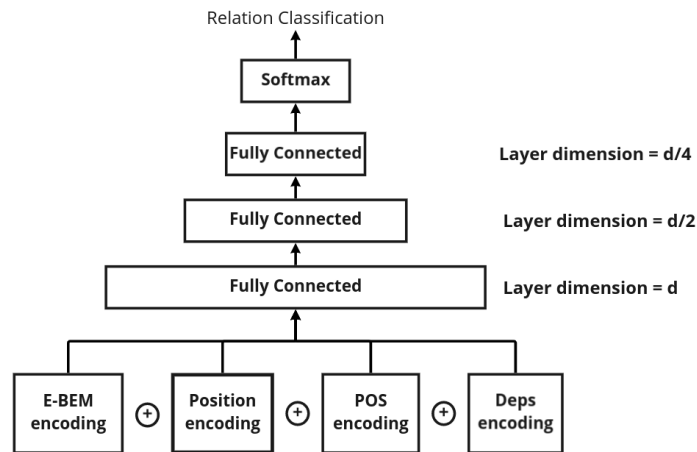 Relation Classification
Softmax
Fully Connected
Layer dimension = d/4
Fully Connected
Layer dimension = d/2
Fully Connected
Layer dimension = d
E-BEM
encoding
+
Position
encoding
+
POS
encoding
+
Deps
encoding